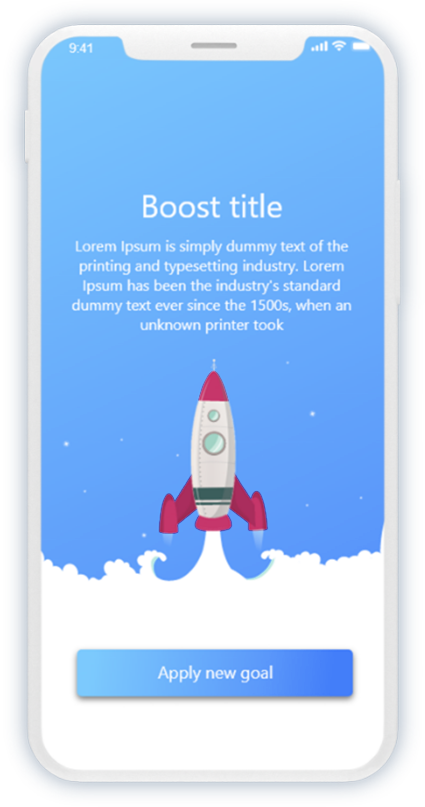 9:41
Boost title
Lorem Ipsum is simply dummy text of the
printing and typesetting industry. Lorem
Ipsum has been the industry's standard
dummy text ever since the 1500s, when an
unknown printer took
Apply new goal